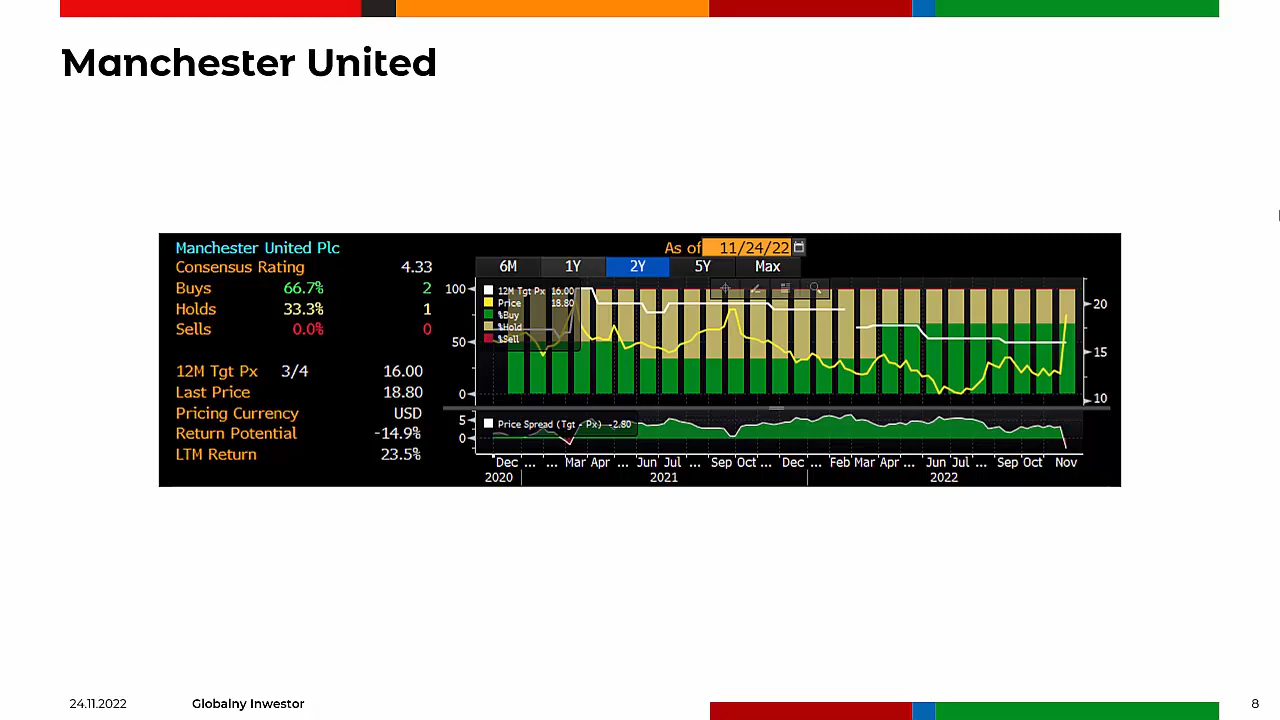 Manchester United
Manchester United Plc
As of 11/24/22
Consensus Rating 4.33
Buys 66.7% 2
Holds 33.3% 1
Sells 0.0% 0
12M Tgt Px 3/4 16.00
Last Price 18.80
Pricing Currency USD
Return Potential -14.9%
LTM Return 23.5%
6M 1Y 2Y 5Y Max
12M Tgt Px 16.00
Price 18.80
%Buy
%Hold
%Sell
100
50
0
20
15
10
Price Spread (Tgt - Px) -2.80
5
0
Dec ... ... Mar Apr ... Jun Jul ... Sep Oct ... Dec ... Feb Mar Apr ... Jun Jul ... Sep Oct Nov
2020 2021 2022
24.11.2022 Globalny Inwestor 8